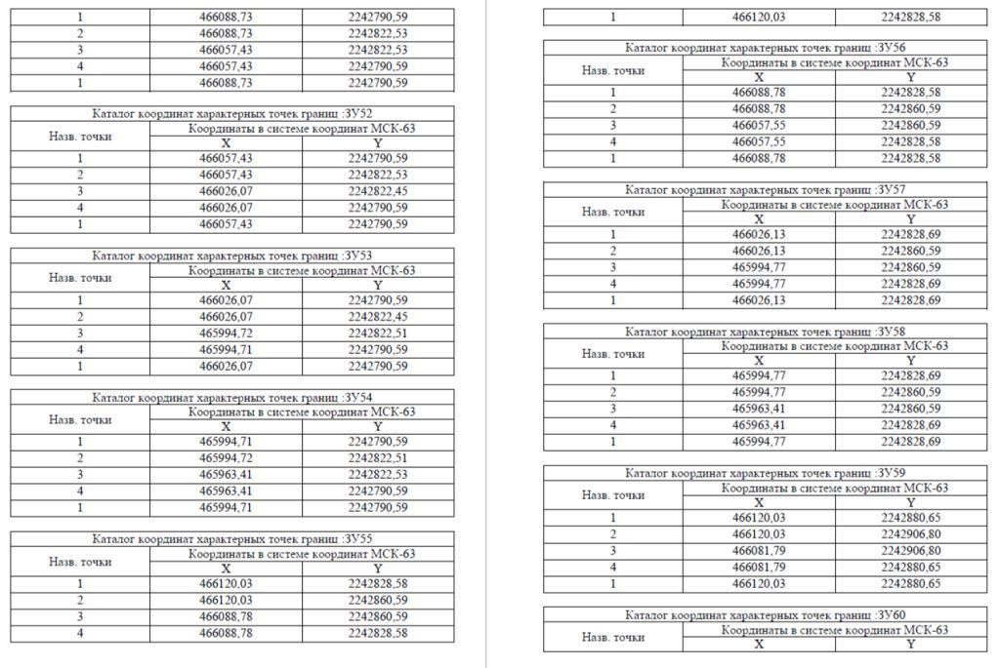 1 466088,73 2242790,59
2 466088,73 2242822,53
3 466057,43 2242822,53
4 466057,43 2242790,59
1 466088,73 2242790,59
Каталог координат характерных точек границ :ЗУ52
Назв. точки
Координаты в системе координат МСК-63
X Y
1 466057,43 2242790,59
2 466057,43 2242822,53
3 466026,07 2242822,45
4 466026,07 2242790,59
1 466057,43 2242790,59
Каталог координат характерных точек границ :ЗУ53
Назв. точки
Координаты в системе координат МСК-63
X Y
1 466026,07 2242790,59
2 466026,07 2242822,45
3 465994,72 2242822,51
4 465994,71 2242790,59
1 466026,07 2242790,59
Каталог координат характерных точек границ :ЗУ54
Назв. точки
Координаты в системе координат МСК-63
X Y
1 465994,71 2242790,59
2 465994,72 2242822,51
3 465963,41 2242822,53
4 465963,41 2242790,59
1 465994,71 2242790,59
Каталог координат характерных точек границ :ЗУ55
Назв. точки
Координаты в системе координат МСК-63
X Y
1 466120,03 2242828,58
2 466120,03 2242860,59
3 466088,78 2242860,59
4 466088,78 2242828,58
1 466120,03 2242828,58
Каталог координат характерных точек границ :ЗУ56
Назв. точки
Координаты в системе координат МСК-63
X Y
1 466088,78 2242828,58
2 466088,78 2242860,59
3 466057,55 2242860,59
4 466057,55 2242828,58
1 466088,78 2242828,58
Каталог координат характерных точек границ :ЗУ57
Назв. точки
Координаты в системе координат МСК-63
X Y
1 466026,13 2242828,69
2 466026,13 2242860,59
3 465994,77 2242860,59
4 465994,77 2242828,69
1 466026,13 2242828,69
Каталог координат характерных точек границ :ЗУ58
Назв. точки
Координаты в системе координат МСК-63
X Y
1 465994,77 2242828,69
2 465994,77 2242860,59
3 465963,41 2242860,59
4 465963,41 2242828,69
1 465994,77 2242828,69
Каталог координат характерных точек границ :ЗУ59
Назв. точки
Координаты в системе координат МСК-63
X Y
1 466120,03 2242880,65
2 466120,03 2242906,80
3 466081,79 2242906,80
4 466081,79 2242880,65
1 466120,03 2242880,65
Каталог координат характерных точек границ :ЗУ60
Назв. точки
Координаты в системе координат МСК-63
X Y